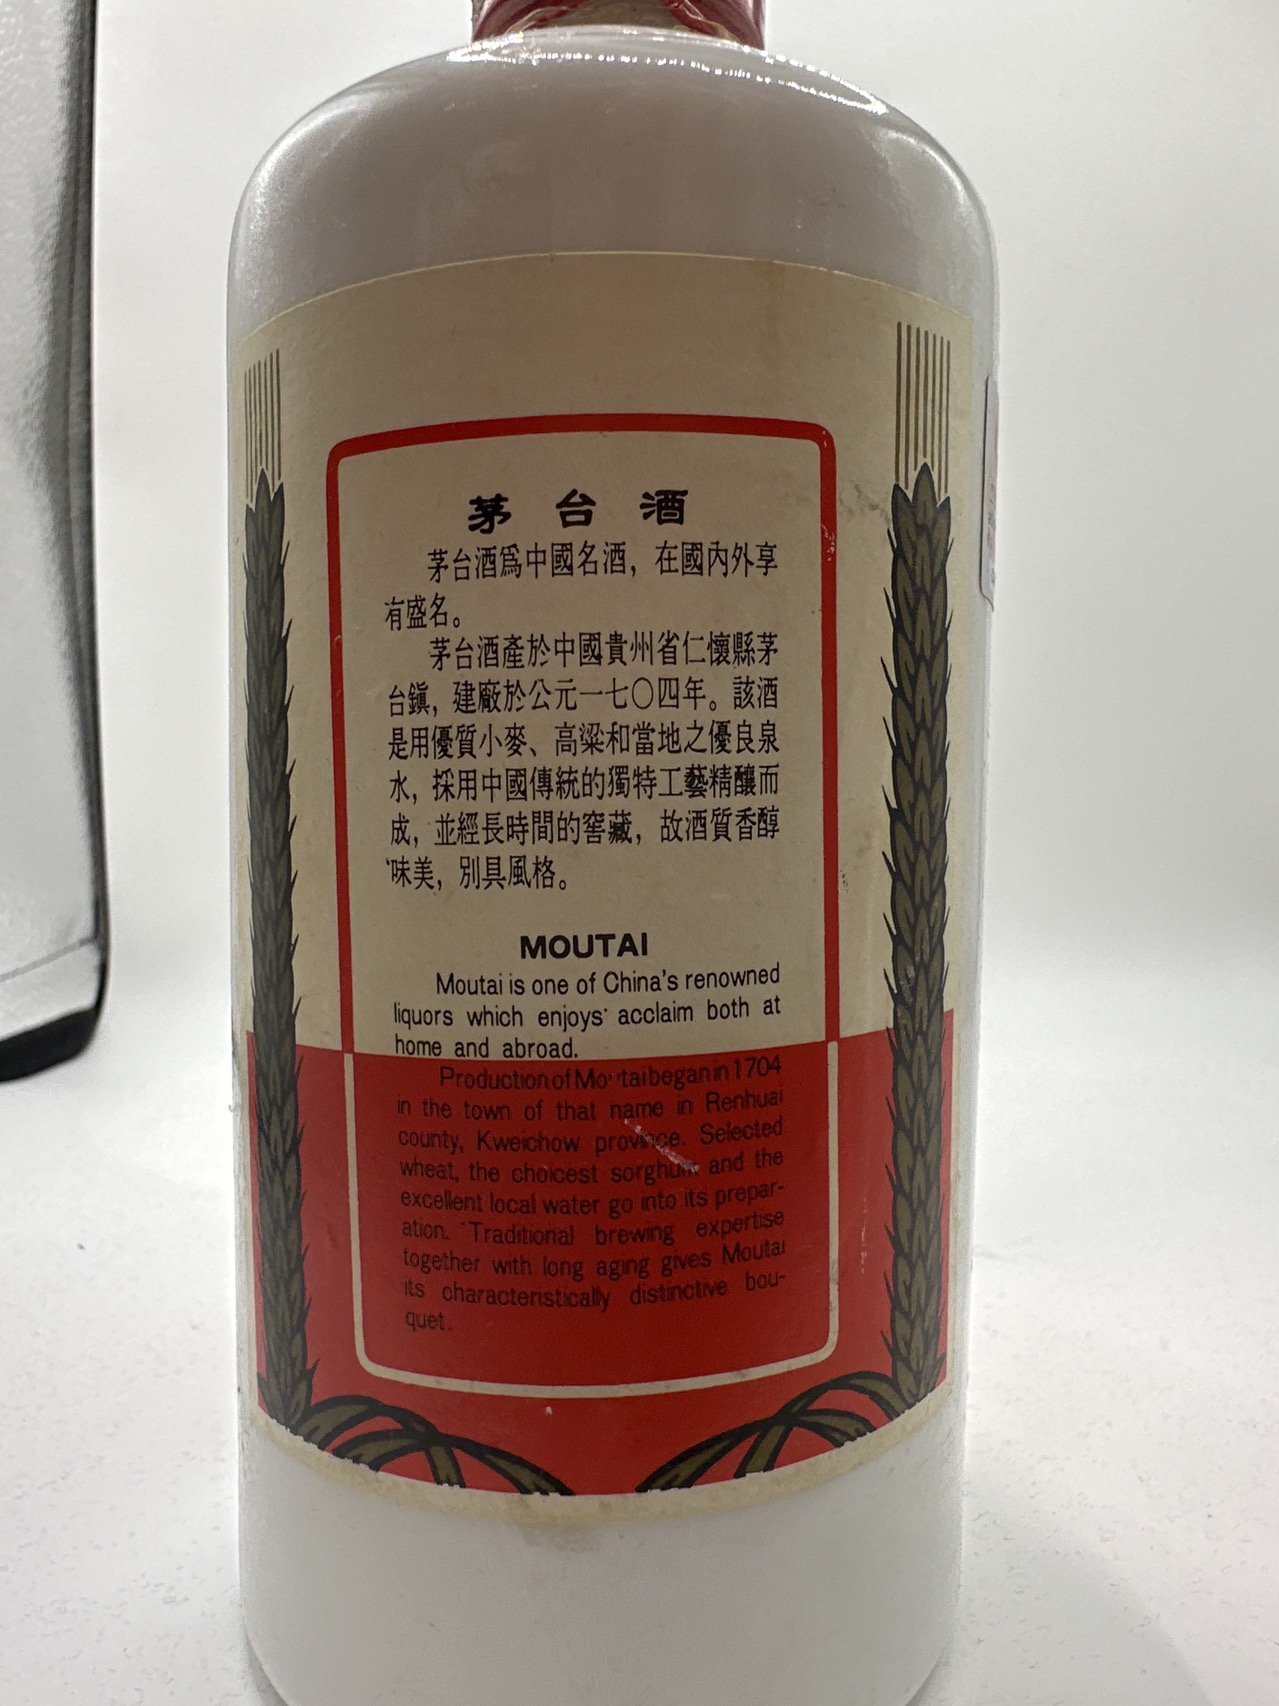 茅台酒
茅台酒爲中國名酒，在國內外享
有盛名。
茅台酒產於中國貴州省仁懷縣茅
台鎭，建廠於公元一七〇四年。該酒
是用優質小麥、高粱和當地之優良泉
水，採用中國傳統的獨特工藝精釀而
成，並經長時間的窖藏，故酒質香醇
味美，別具風格。
MOUTAI
Moutai is one of China's renowned
liquors which enjoys acclaim both at
home and abroad.
Production of Moutai began in 1704
in the town of that name in Renhuai
county, Kweichow province. Selected
wheat, the choicest sorghum and the
excellent local water go into its prepar-
ation. Traditional brewing expertise
together with long aging gives Moutai
its characteristically distinctive bou-
quet.